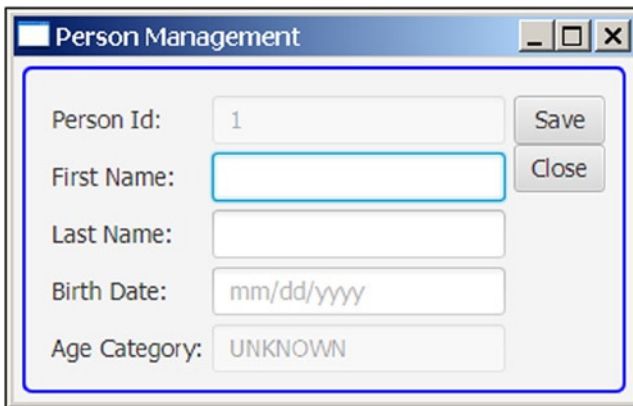 Person Management
Person Id: 1 Save
First Name: Close
Last Name:
Birth Date: mm/dd/yyyy
Age Category: UNKNOWN